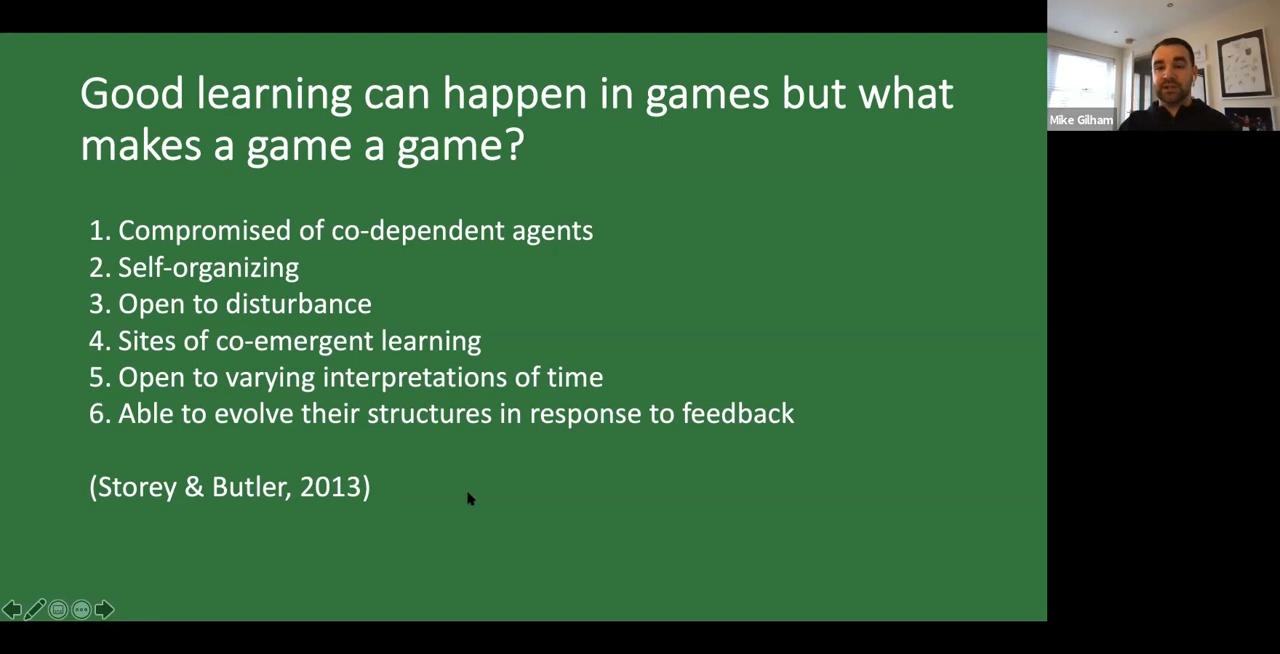 Good learning can happen in games but what
makes a game a game?
1. Compromised of co-dependent agents
2. Self-organizing
3. Open to disturbance
4. Sites of co-emergent learning
5. Open to varying interpretations of time
6. Able to evolve their structures in response to feedback
(Storey & Butler, 2013)
Mike Gilham